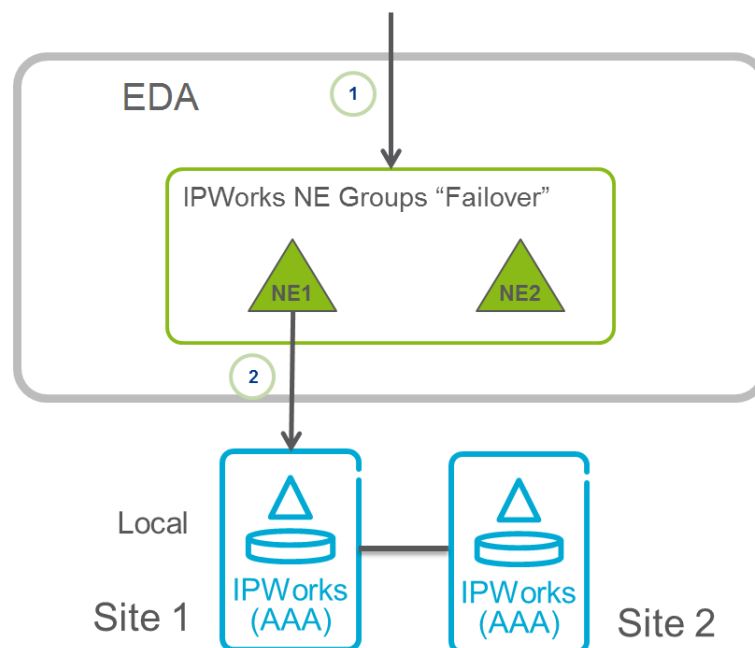 1
EDA
IPWorks NE Groups “Failover”
NE1
NE2
2
Local
IPWorks
(AAA)
IPWorks
(AAA)
Site 1
Site 2